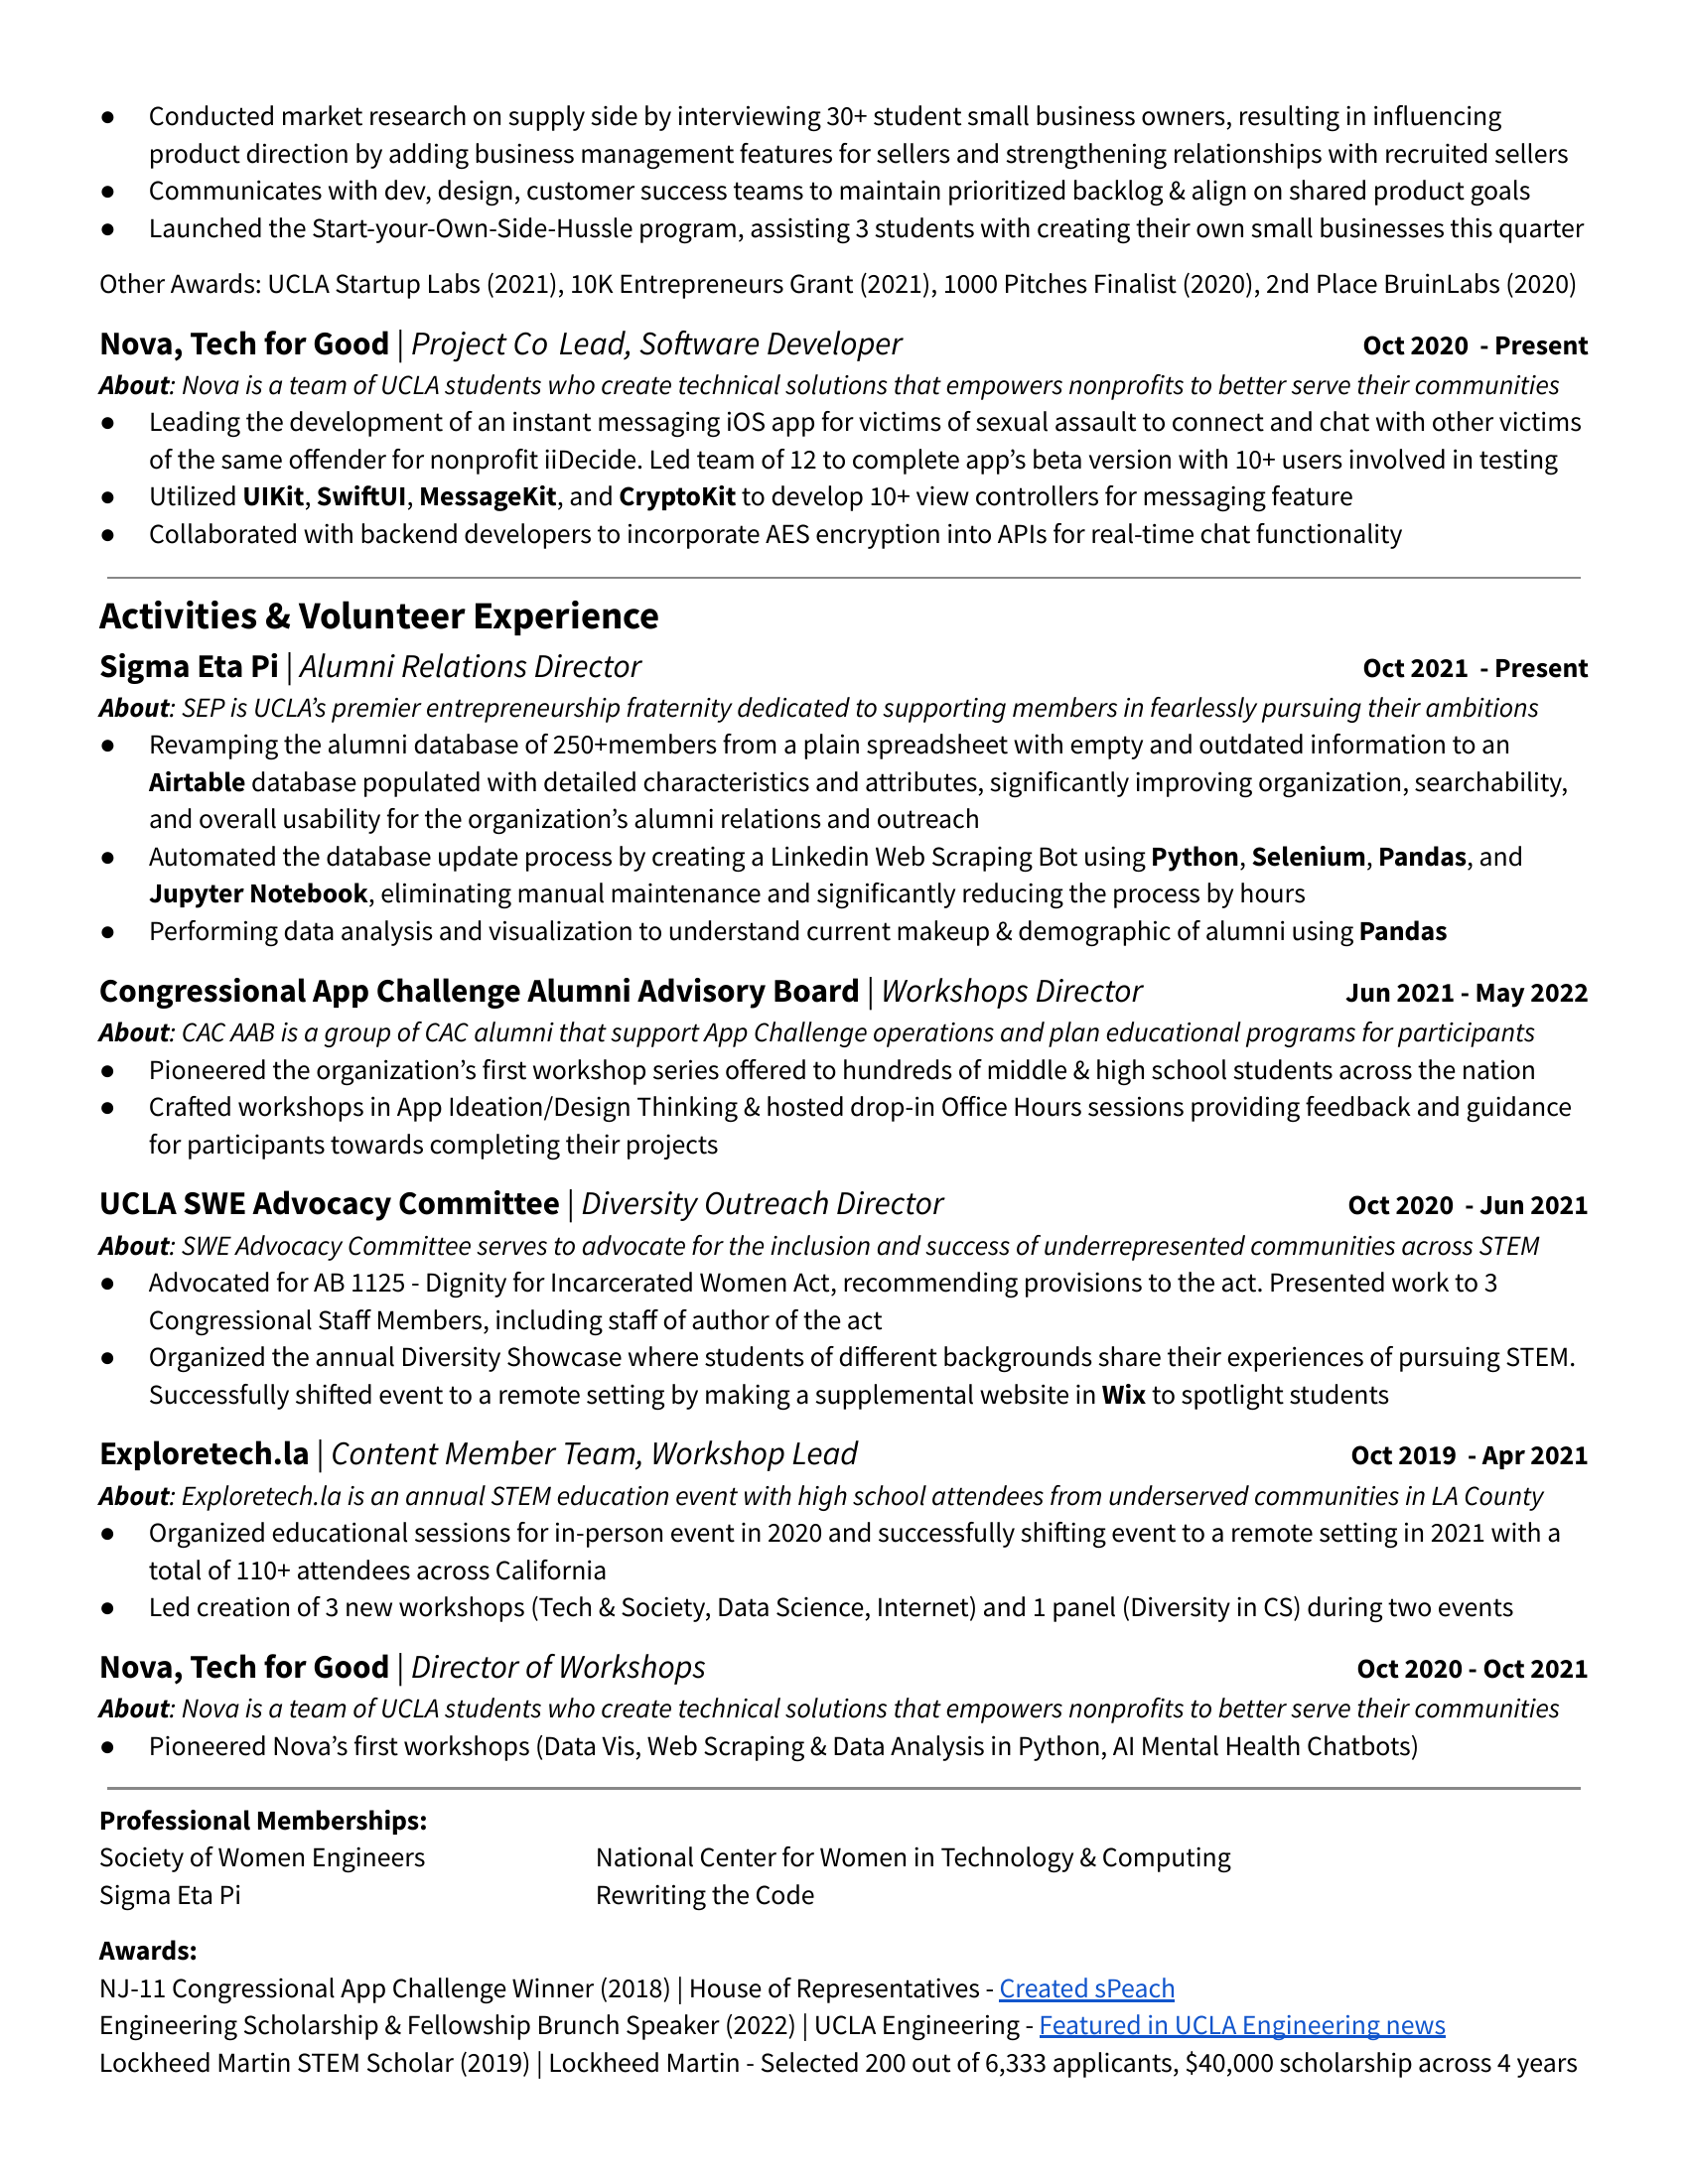 ● Conducted market research on supply side by interviewing 30+ student small business owners, resulting in influencing
product direction by adding business management features for sellers and strengthening relationships with recruited sellers
● Communicates with dev, design, customer success teams to maintain prioritized backlog & align on shared product goals
● Launched the Start-your-Own-Side-Hussle program, assisting 3 students with creating their own small businesses this quarter
Other Awards: UCLA Startup Labs (2021), 10K Entrepreneurs Grant (2021), 1000 Pitches Finalist (2020), 2nd Place BruinLabs (2020)
Nova, Tech for Good | Project Co Lead, Software Developer Oct 2020 - Present
About: Nova is a team of UCLA students who create technical solutions that empowers nonprofits to better serve their communities
● Leading the development of an instant messaging iOS app for victims of sexual assault to connect and chat with other victims
of the same offender for nonprofit iiDecide. Led team of 12 to complete app's beta version with 10+ users involved in testing
● Utilized UIKit, SwiftUI, MessageKit, and CryptoKit to develop 10+ view controllers for messaging feature
● Collaborated with backend developers to incorporate AES encryption into APIs for real-time chat functionality
Activities & Volunteer Experience
Sigma Eta Pi | Alumni Relations Director Oct 2021 - Present
About: SEP is UCLA's premier entrepreneurship fraternity dedicated to supporting members in fearlessly pursuing their ambitions
● Revamping the alumni database of 250+members from a plain spreadsheet with empty and outdated information to an
Airtable database populated with detailed characteristics and attributes, significantly improving organization, searchability,
and overall usability for the organization's alumni relations and outreach
● Automated the database update process by creating a Linkedin Web Scraping Bot using Python, Selenium, Pandas, and
Jupyter Notebook, eliminating manual maintenance and significantly reducing the process by hours
● Performing data analysis and visualization to understand current makeup & demographic of alumni using Pandas
Congressional App Challenge Alumni Advisory Board | Workshops Director Jun 2021 - May 2022
About: CAC AAB is a group of CAC alumni that support App Challenge operations and plan educational programs for participants
● Pioneered the organization's first workshop series offered to hundreds of middle & high school students across the nation
● Crafted workshops in App Ideation/Design Thinking & hosted drop-in Office Hours sessions providing feedback and guidance
for participants towards completing their projects
UCLA SWE Advocacy Committee | Diversity Outreach Director Oct 2020 - Jun 2021
About: SWE Advocacy Committee serves to advocate for the inclusion and success of underrepresented communities across STEM
● Advocated for AB 1125 - Dignity for Incarcerated Women Act, recommending provisions to the act. Presented work to 3
Congressional Staff Members, including staff of author of the act
● Organized the annual Diversity Showcase where students of different backgrounds share their experiences of pursuing STEM.
Successfully shifted event to a remote setting by making a supplemental website in Wix to spotlight students
Exploretech.la | Content Member Team, Workshop Lead Oct 2019 - Apr 2021
About: Exploretech.la is an annual STEM education event with high school attendees from underserved communities in LA County
● Organized educational sessions for in-person event in 2020 and successfully shifting event to a remote setting in 2021 with a
total of 110+ attendees across California
● Led creation of 3 new workshops (Tech & Society, Data Science, Internet) and 1 panel (Diversity in CS) during two events
Nova, Tech for Good | Director of Workshops Oct 2020 - Oct 2021
About: Nova is a team of UCLA students who create technical solutions that empowers nonprofits to better serve their communities
● Pioneered Nova's first workshops (Data Vis, Web Scraping & Data Analysis in Python, AI Mental Health Chatbots)
Professional Memberships:
Society of Women Engineers National Center for Women in Technology & Computing
Sigma Eta Pi Rewriting the Code
Awards:
NJ-11 Congressional App Challenge Winner (2018) | House of Representatives - Created sPeach
Engineering Scholarship & Fellowship Brunch Speaker (2022) | UCLA Engineering - Featured in UCLA Engineering news
Lockheed Martin STEM Scholar (2019) | Lockheed Martin - Selected 200 out of 6,333 applicants, $40,000 scholarship across 4 years